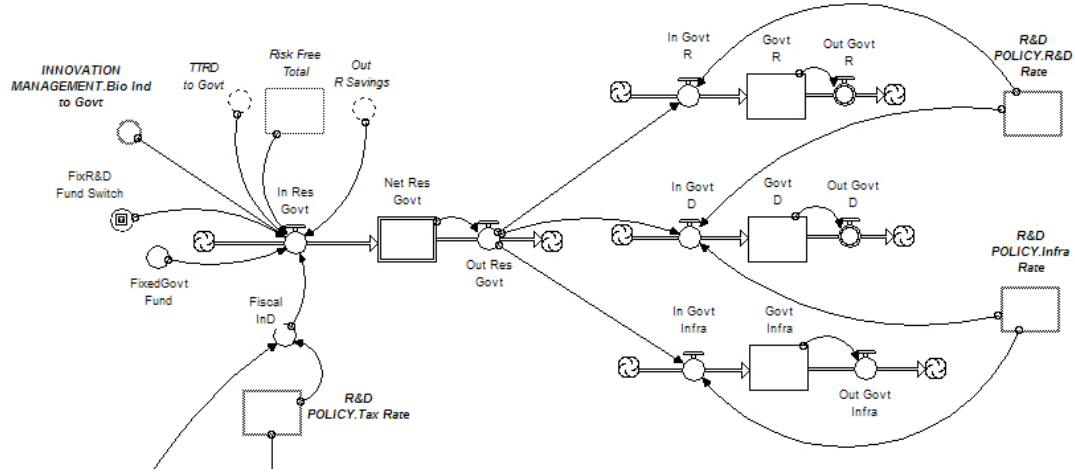 INNOVATION
MANAGEMENT.Bio Ind
to Govt
TTRD
to Govt
Risk Free
Total
Out
R Savings
In Govt
R
Govt
R
Out Govt
R
R&D
POLICY.R&D
Rate
FixR&D
Fund Switch
In Res
Govt
Net Res
Govt
In Govt
D
Govt
D
Out Govt
D
FixedGovt
Fund
Out Res
Govt
R&D
POLICY.Infra
Rate
Fiscal
InD
In Govt
Infra
Govt
Infra
Out Govt
Infra
R&D
POLICY.Tax Rate